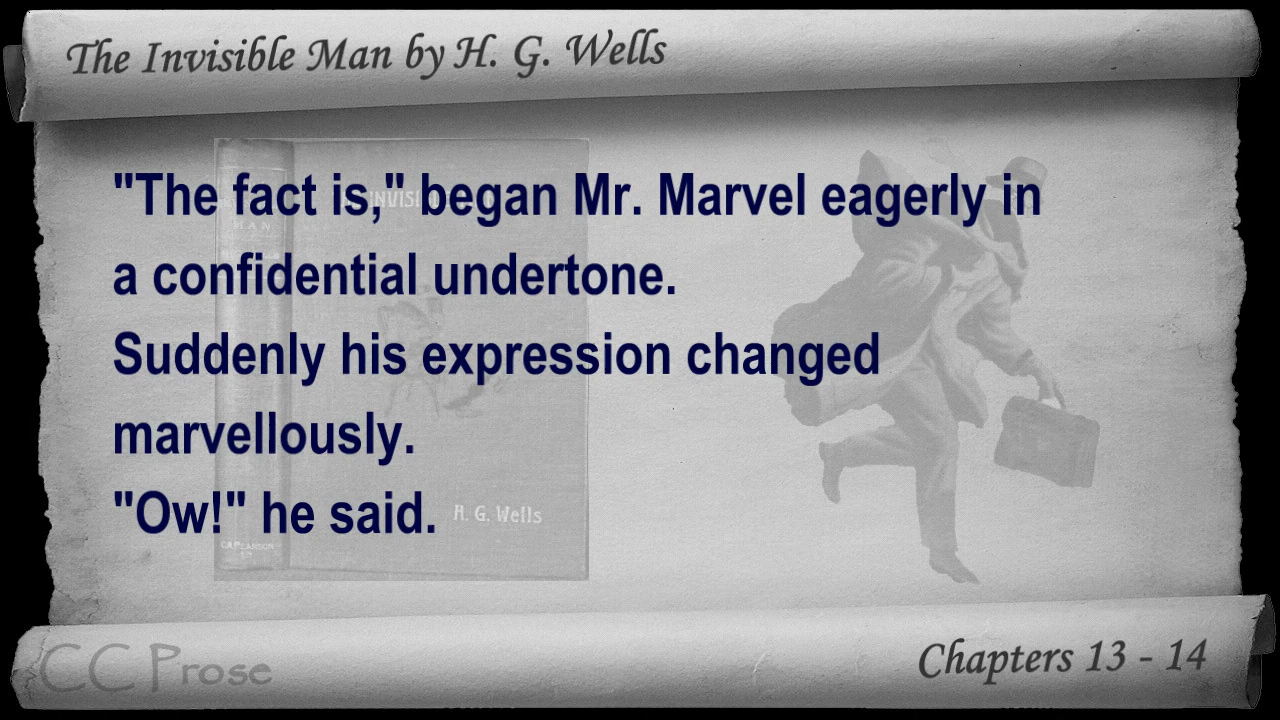 The Invisible Man by H. G. Wells
"The fact is," began Mr. Marvel eagerly in
a confidential undertone.
Suddenly his expression changed
marvellously.
"Ow!" he said.
H. G. Wells
CC Prose
Chapters 13 - 14